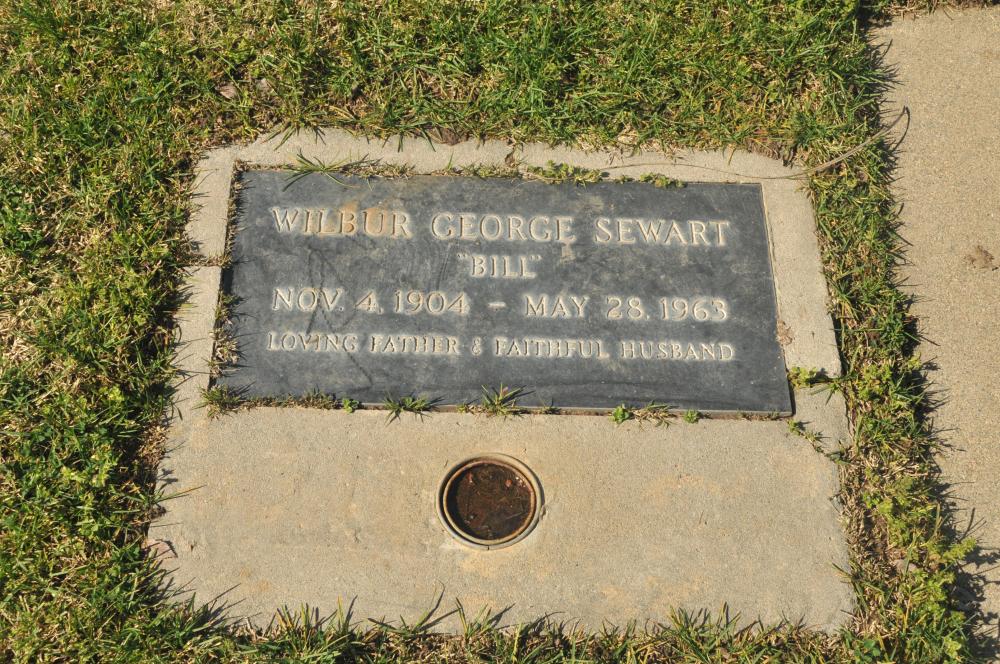 WILBUR GEORGE SEWART
"BILL"
NOV. 4, 1904 – MAY 28, 1963
LOVING FATHER & FAITHFUL HUSBAND